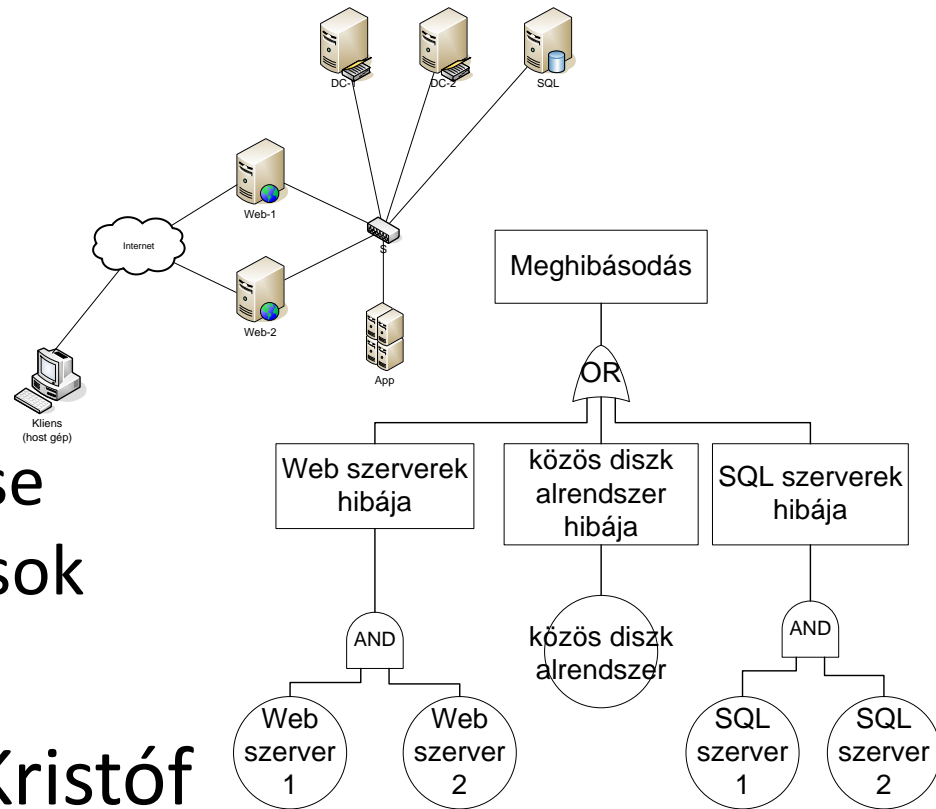 DC-1
DC-2
SQL
Web-1
Internet
S
Web-2
App
Kliens
(host gép)
Meghibásodás
OR
Web szerverek
hibája
közös diszk
alrendszer
hibája
SQL szerverek
hibája
se
sok
AND
közös diszk
alrendszer
AND
Web
szerver
1
Web
szerver
2
SQL
szerver
1
SQL
szerver
2
Kristóf